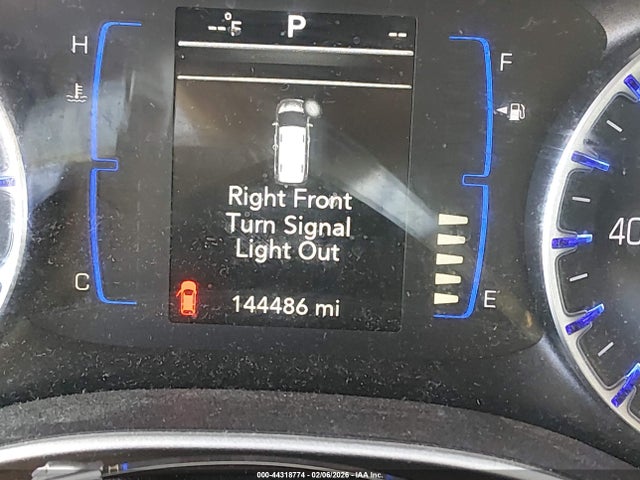 --°F P --
H
F
Right Front
Turn Signal
Light Out
40
C
E
144486 mi
H
000-44318774 - 02/06/2026 - IAA Inc.